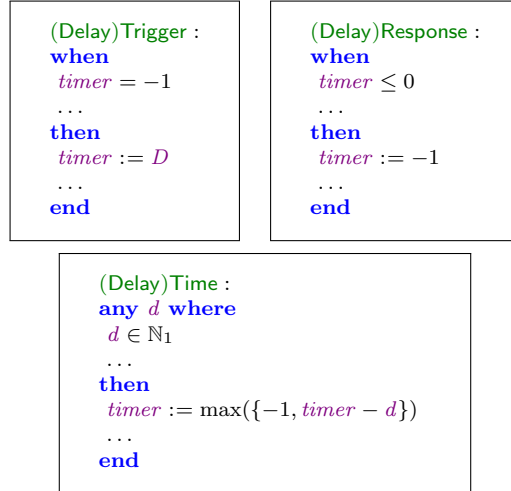 (Delay)Trigger :
when
timer = −1
...
then
timer := D
...
end
(Delay)Response :
when
timer ≤ 0
...
then
timer := −1
...
end
(Delay)Time :
any d where
d ∈ ℕ₁
...
then
timer := max({−1, timer − d})
...
end